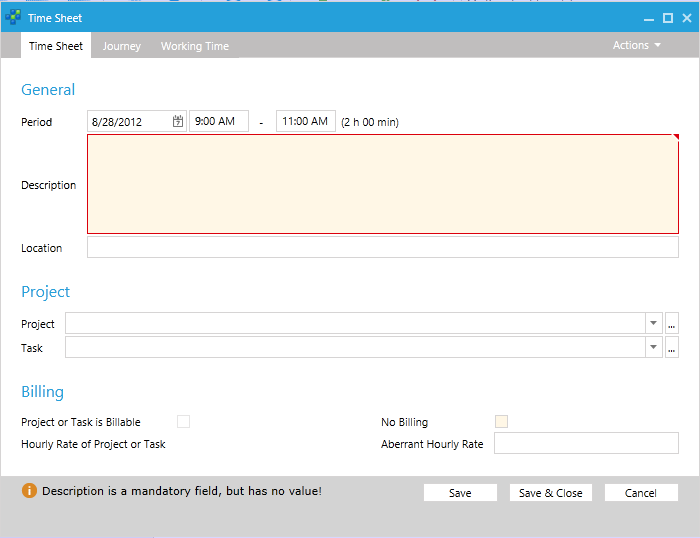 Time Sheet
Time Sheet Journey Working Time Actions
General
Period 8/28/2012 7 9:00 AM - 11:00 AM (2 h 00 min)
Description
Location
Project
Project ...
Task ...
Billing
Project or Task is Billable No Billing
Hourly Rate of Project or Task Aberrant Hourly Rate
Description is a mandatory field, but has no value! Save Save & Close Cancel